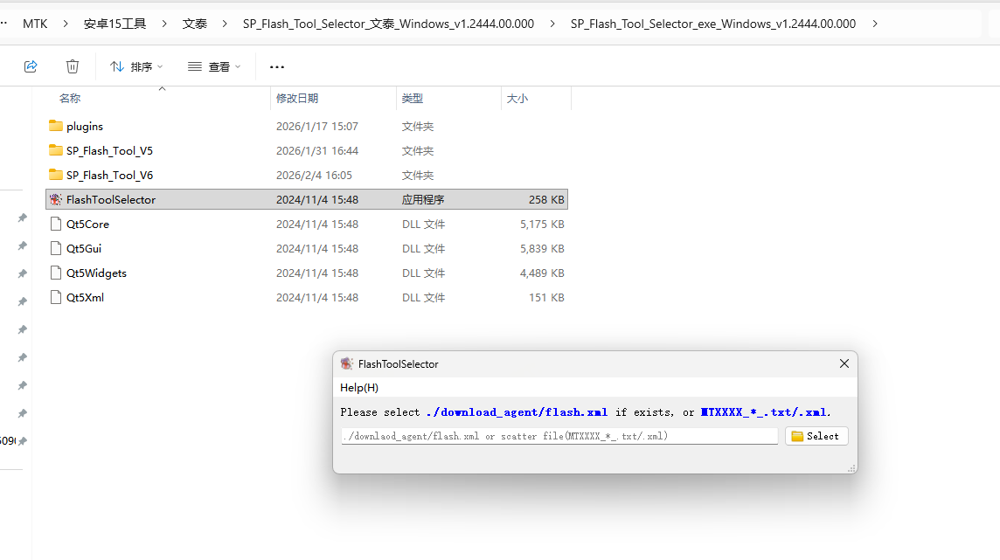 MTK > 安卓15工具 > 文泰 > SP_Flash_Tool_Selector_文泰_Windows_v1.2444.00.000 > SP_Flash_Tool_Selector_exe_Windows_v1.2444.00.000 >
排序 查看
名称 修改日期 类型 大小
plugins 2026/1/17 15:07 文件夹
SP_Flash_Tool_V5 2026/1/31 16:44 文件夹
SP_Flash_Tool_V6 2026/2/4 16:05 文件夹
FlashToolSelector 2024/11/4 15:48 应用程序 258 KB
Qt5Core 2024/11/4 15:48 DLL 文件 5,175 KB
Qt5Gui 2024/11/4 15:48 DLL 文件 5,839 KB
Qt5Widgets 2024/11/4 15:48 DLL 文件 4,489 KB
Qt5Xml 2024/11/4 15:48 DLL 文件 151 KB
FlashToolSelector
Help(H)
Please select ./download_agent/flash.xml if exists, or MTXXXX_*_.txt/.xml.
./downlaod_agent/flash.xml or scatter file(MTXXXX_*_.txt/.xml) Select